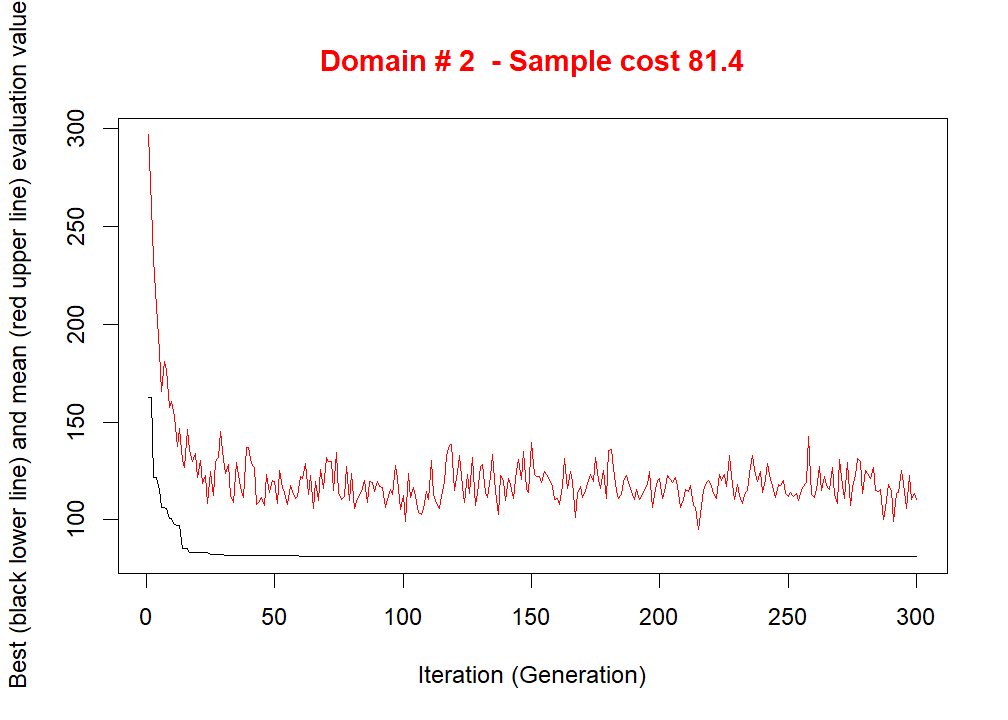 Domain # 2  - Sample cost 81.4
Best (black lower line) and mean (red upper line) evaluation value
300
250
200
150
100
0 50 100 150 200 250 300
Iteration (Generation)